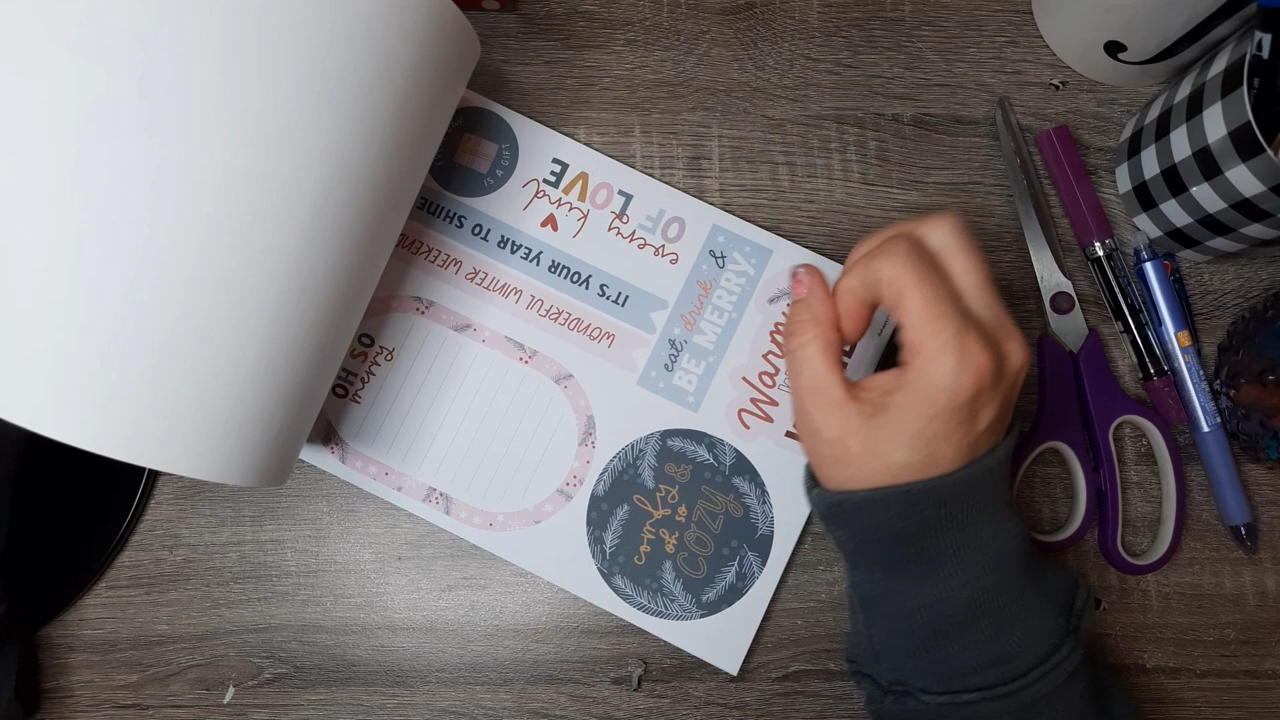 IS A GIFT
every kind
OF LOVE
IT'S YOUR YEAR TO SHINE
WONDERFUL WINTER WEEKEND
OH SO
merry
eat, drink, &
BE MERRY
Warm
comfy &
oh so
COZY